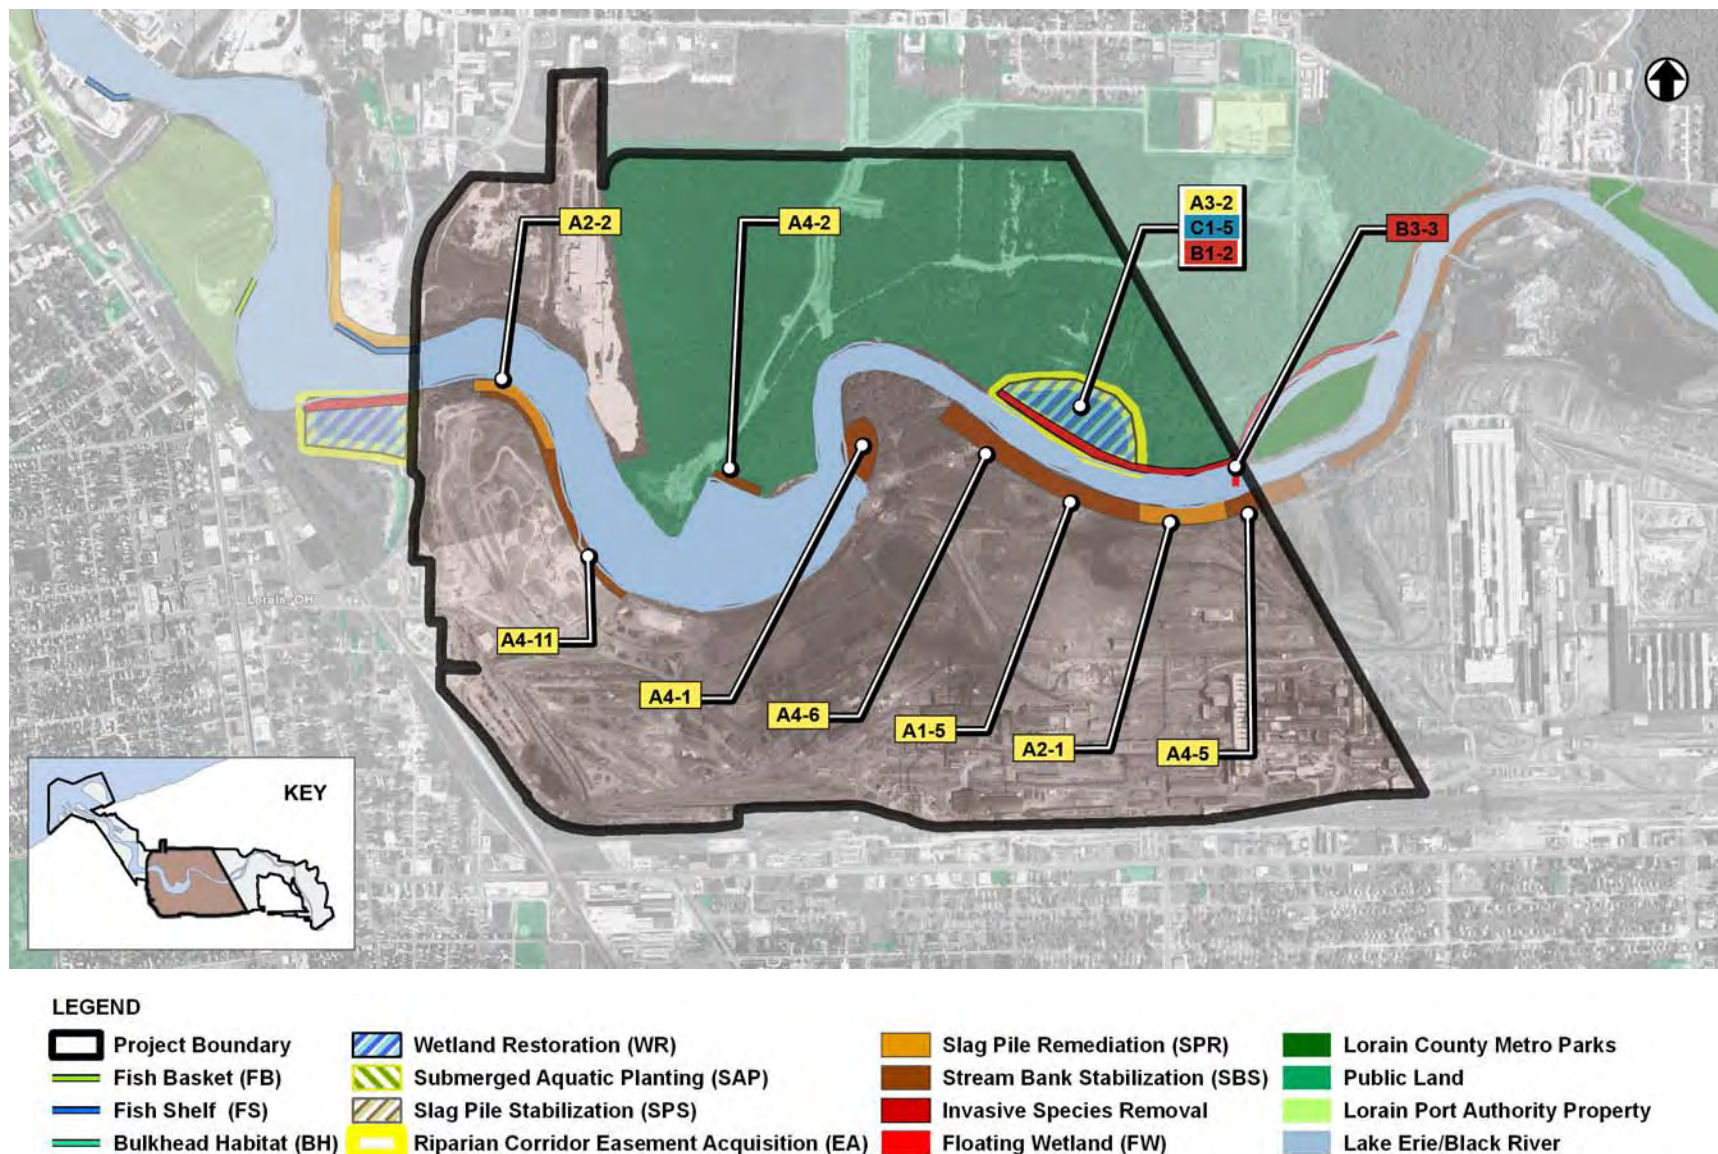 A2-2
A4-2
A3-2
C1-5
B1-2
B3-3
Lorain, OH
A4-11
A4-1
A4-6
A1-5
A2-1
A4-5
KEY
LEGEND
Project Boundary
Fish Basket (FB)
Fish Shelf (FS)
Bulkhead Habitat (BH)
Wetland Restoration (WR)
Submerged Aquatic Planting (SAP)
Slag Pile Stabilization (SPS)
Riparian Corridor Easement Acquisition (EA)
Slag Pile Remediation (SPR)
Stream Bank Stabilization (SBS)
Invasive Species Removal
Floating Wetland (FW)
Lorain County Metro Parks
Public Land
Lorain Port Authority Property
Lake Erie/Black River